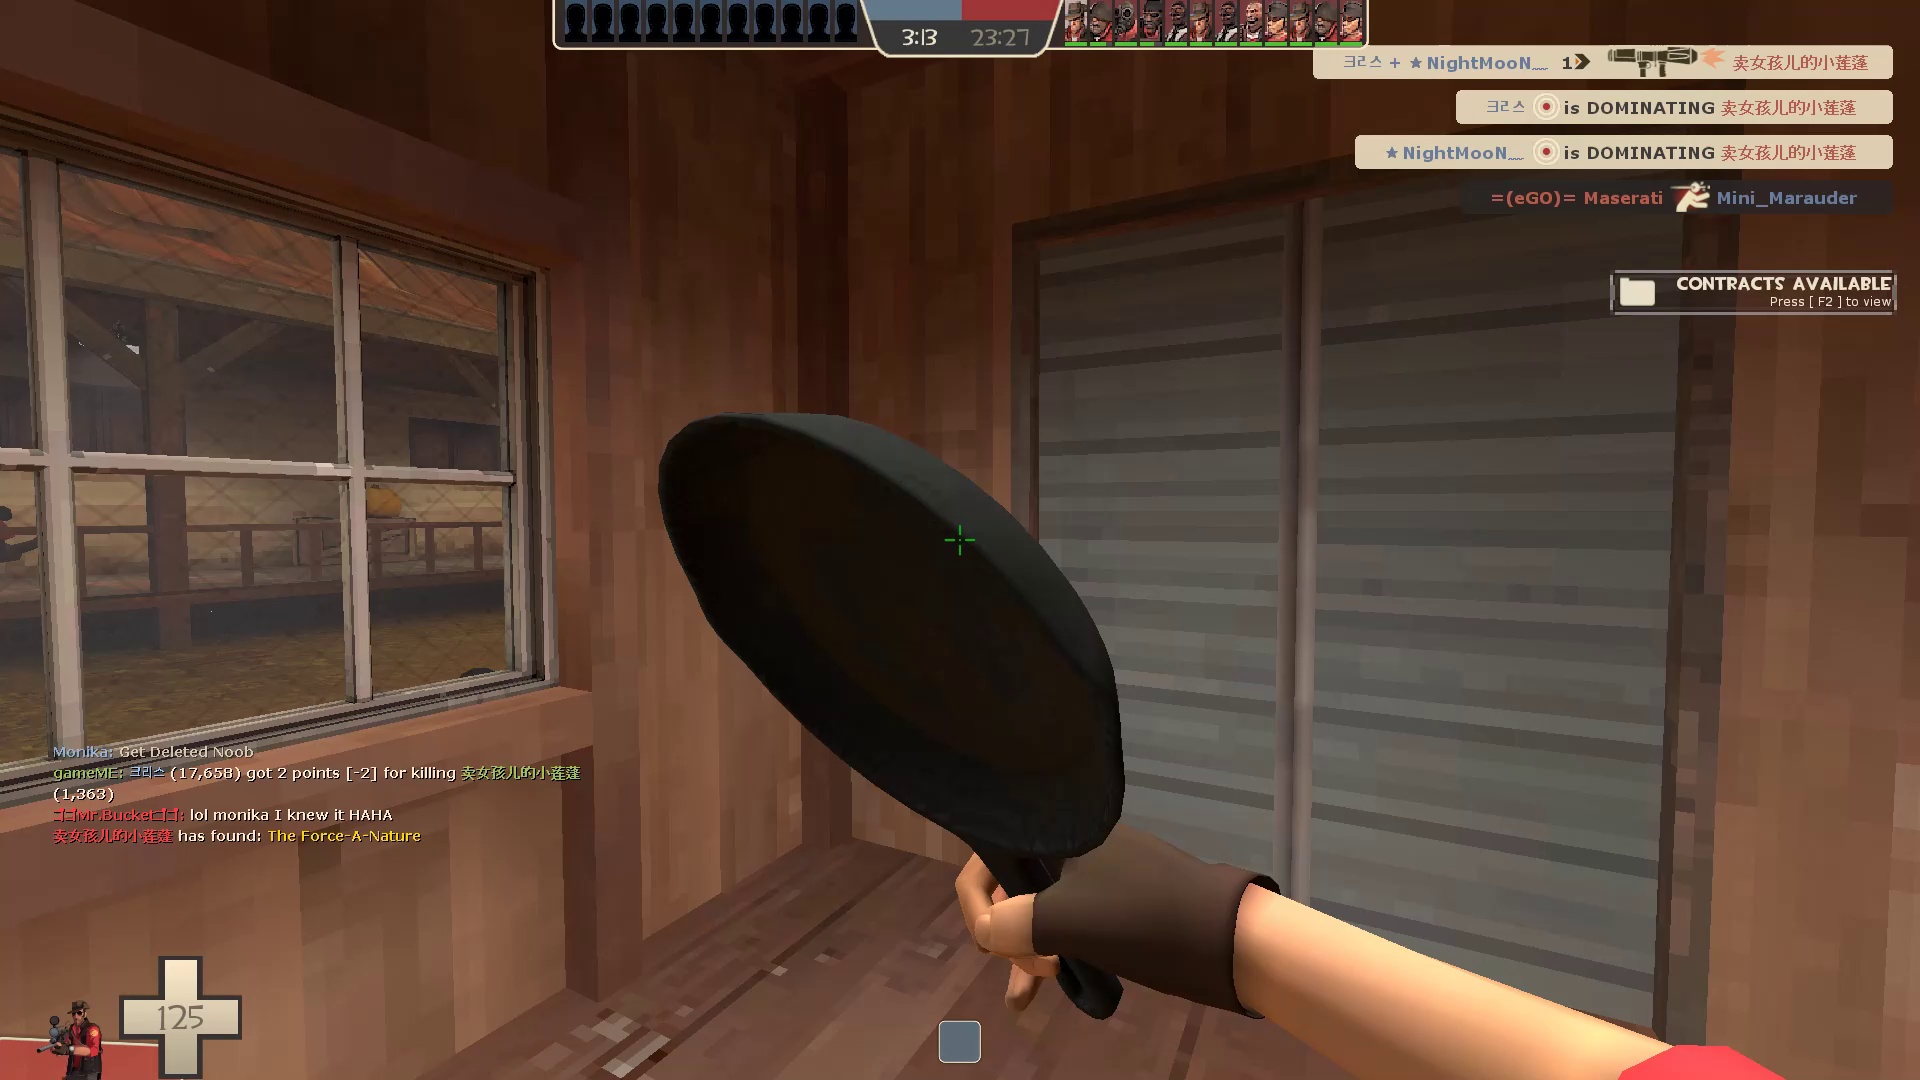 3:13 23:27
크리스 + ★ NightMooN 1 卖女孩儿的小莲蓬
크리스 is DOMINATING 卖女孩儿的小莲蓬
★ NightMooN is DOMINATING 卖女孩儿的小莲蓬
=(eGO)= Maserati Mini_Marauder
CONTRACTS AVAILABLE
Press [ F2 ] to view
Monika: Get Deleted Noob
gameME: 크리스 (17,658) got 2 points [-2] for killing 卖女孩儿的小莲蓬
(1,363)
Mr.Bucket: lol monika I knew it HAHA
卖女孩儿的小莲蓬 has found: The Force-A-Nature
125